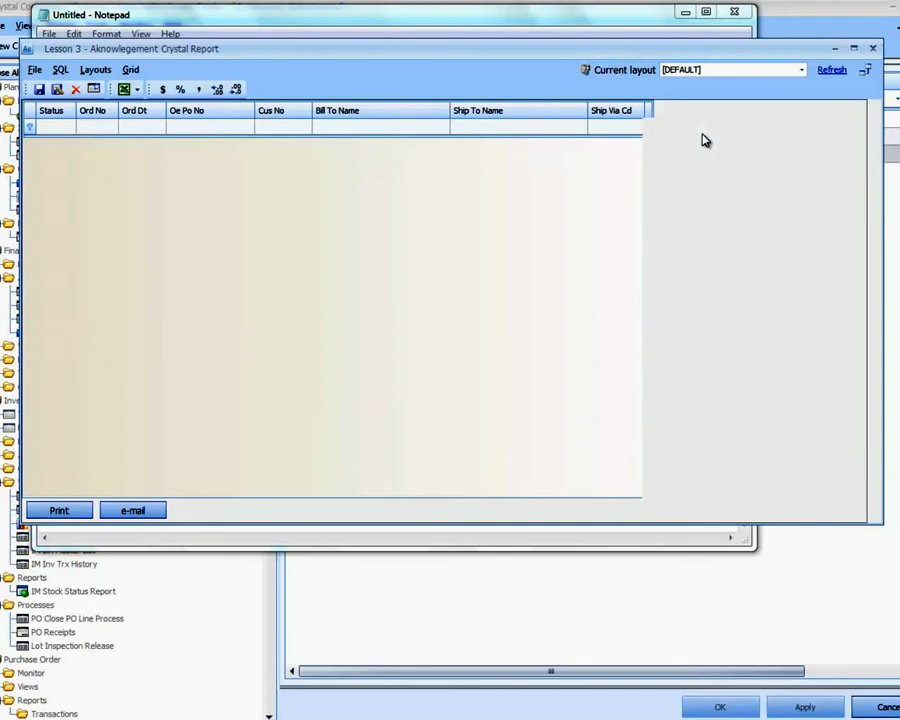 Untitled - Notepad
File Edit Format View Help
Lesson 3 - Aknowlegement Crystal Report
File SQL Layouts Grid
Current layout [DEFAULT] Refresh
$ % ,
Status Ord No Ord Dt Oe Po No Cus No Bill To Name Ship To Name Ship Via Cd
Print e-mail
IM Inv Trx History
Reports
IM Stock Status Report
Processes
PO Close PO Line Process
PO Receipts
Lot Inspection Release
Purchase Order
Monitor
Views
Reports
Transactions
OK Apply Cance